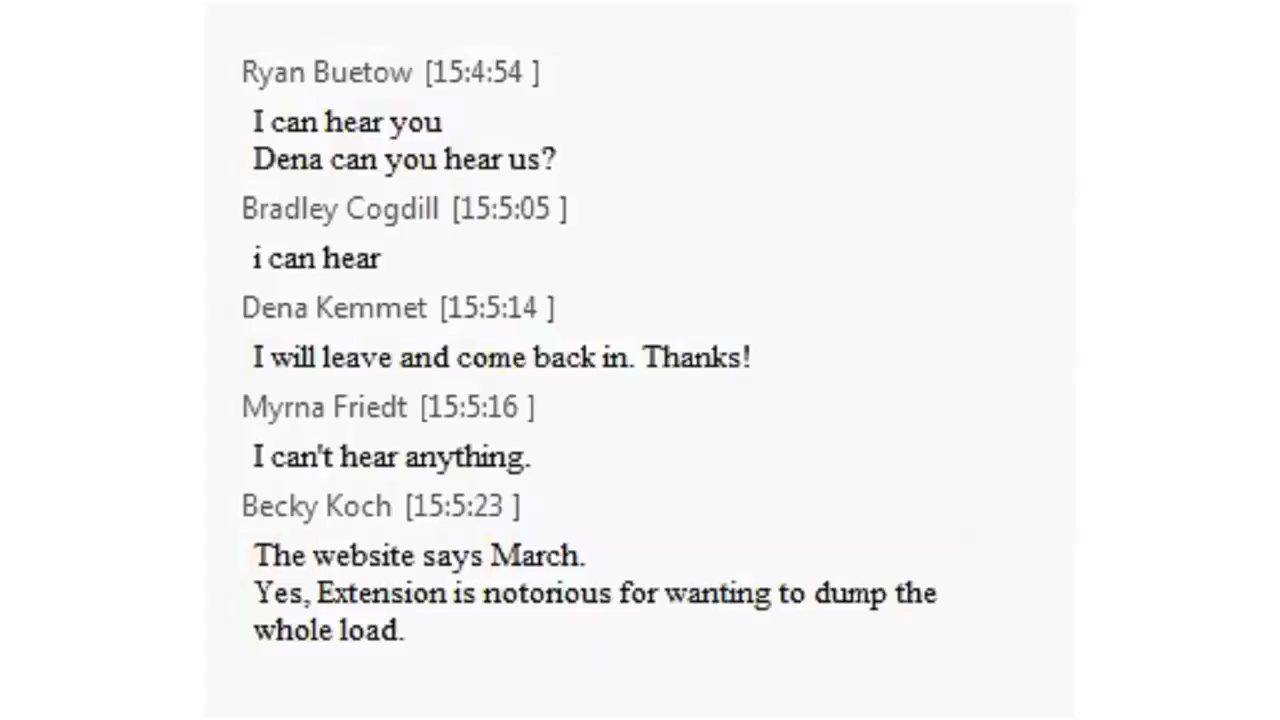 Ryan Buetow [15:4:54 ]
I can hear you
Dena can you hear us?
Bradley Cogdill [15:5:05 ]
i can hear
Dena Kemmet [15:5:14 ]
I will leave and come back in. Thanks!
Myrna Friedt [15:5:16 ]
I can't hear anything.
Becky Koch [15:5:23 ]
The website says March.
Yes, Extension is notorious for wanting to dump the
whole load.